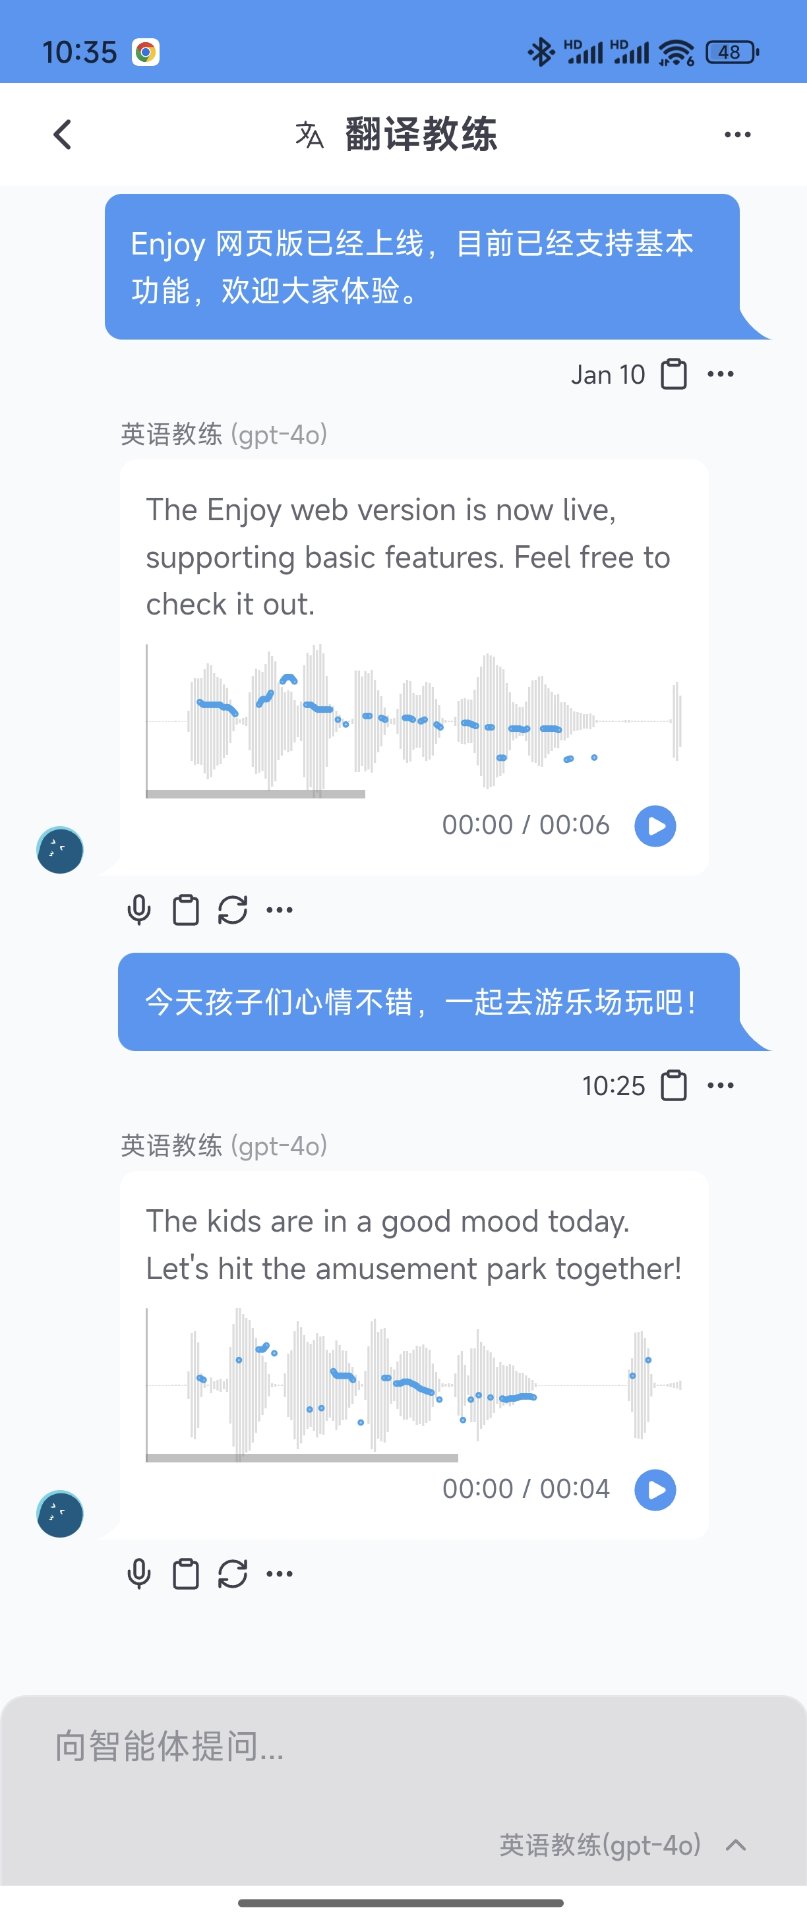 10:35
HD HD 6 48
翻译教练
Enjoy 网页版已经上线，目前已经支持基本
功能，欢迎大家体验。
Jan 10
英语教练 (gpt-4o)
The Enjoy web version is now live,
supporting basic features. Feel free to
check it out.
00:00 / 00:06
今天孩子们心情不错，一起去游乐场玩吧！
10:25
英语教练 (gpt-4o)
The kids are in a good mood today.
Let's hit the amusement park together!
00:00 / 00:04
向智能体提问...
英语教练(gpt-4o)